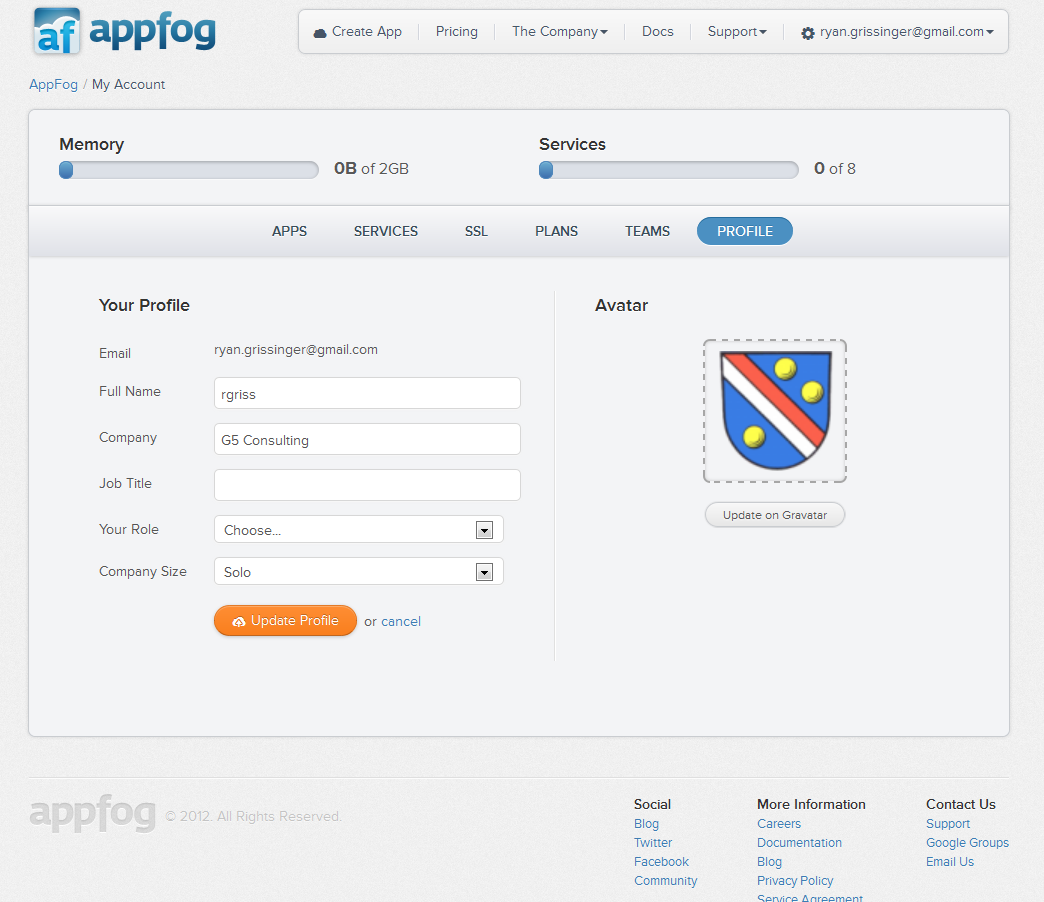 af appfog
Create App Pricing The Company Docs Support ryan.grissinger@gmail.com
AppFog / My Account
Memory
0B of 2GB
Services
0 of 8
APPS SERVICES SSL PLANS TEAMS PROFILE
Your Profile
Email ryan.grissinger@gmail.com
Full Name rgriss
Company G5 Consulting
Job Title
Your Role Choose...
Company Size Solo
Update Profile or cancel
Avatar
Update on Gravatar
appfog © 2012. All Rights Reserved.
Social
Blog
Twitter
Facebook
Community
More Information
Careers
Documentation
Blog
Privacy Policy
Service Agreement
Contact Us
Support
Google Groups
Email Us